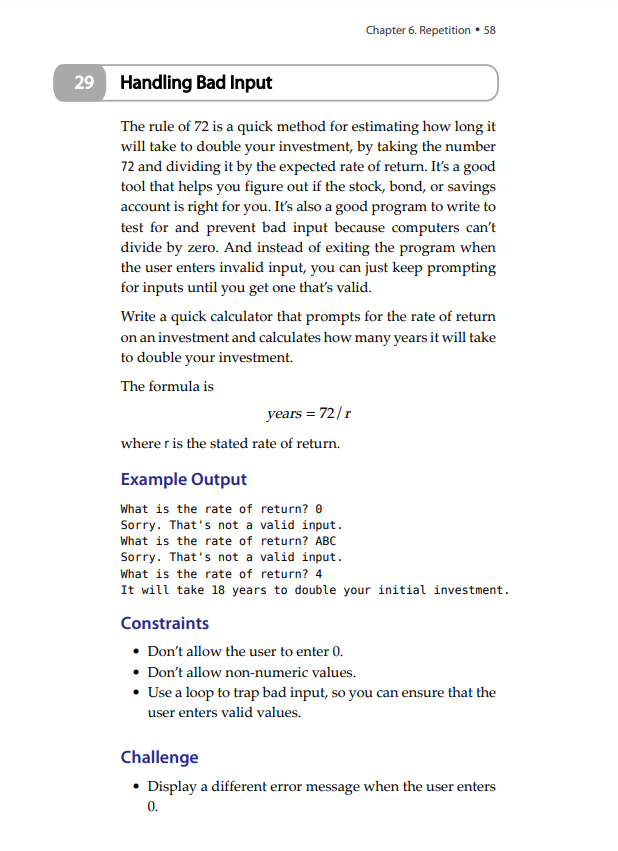 Chapter 6. Repetition • 58
29 Handling Bad Input
The rule of 72 is a quick method for estimating how long it
will take to double your investment, by taking the number
72 and dividing it by the expected rate of return. It’s a good
tool that helps you figure out if the stock, bond, or savings
account is right for you. It’s also a good program to write to
test for and prevent bad input because computers can’t
divide by zero. And instead of exiting the program when
the user enters invalid input, you can just keep prompting
for inputs until you get one that’s valid.
Write a quick calculator that prompts for the rate of return
on an investment and calculates how many years it will take
to double your investment.
The formula is
years = 72 / r
where r is the stated rate of return.
Example Output
What is the rate of return? 0
Sorry. That's not a valid input.
What is the rate of return? ABC
Sorry. That's not a valid input.
What is the rate of return? 4
It will take 18 years to double your initial investment.
Constraints
• Don’t allow the user to enter 0.
• Don’t allow non-numeric values.
• Use a loop to trap bad input, so you can ensure that the
user enters valid values.
Challenge
• Display a different error message when the user enters
0.